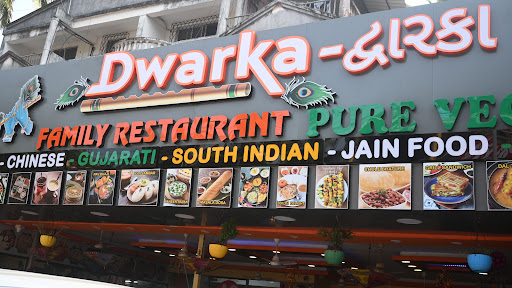 Dwarka-દ્વારકા
FAMILY RESTAURANT PURE VEG
- CHINESE - GUJARATI - SOUTH INDIAN - JAIN FOOD -